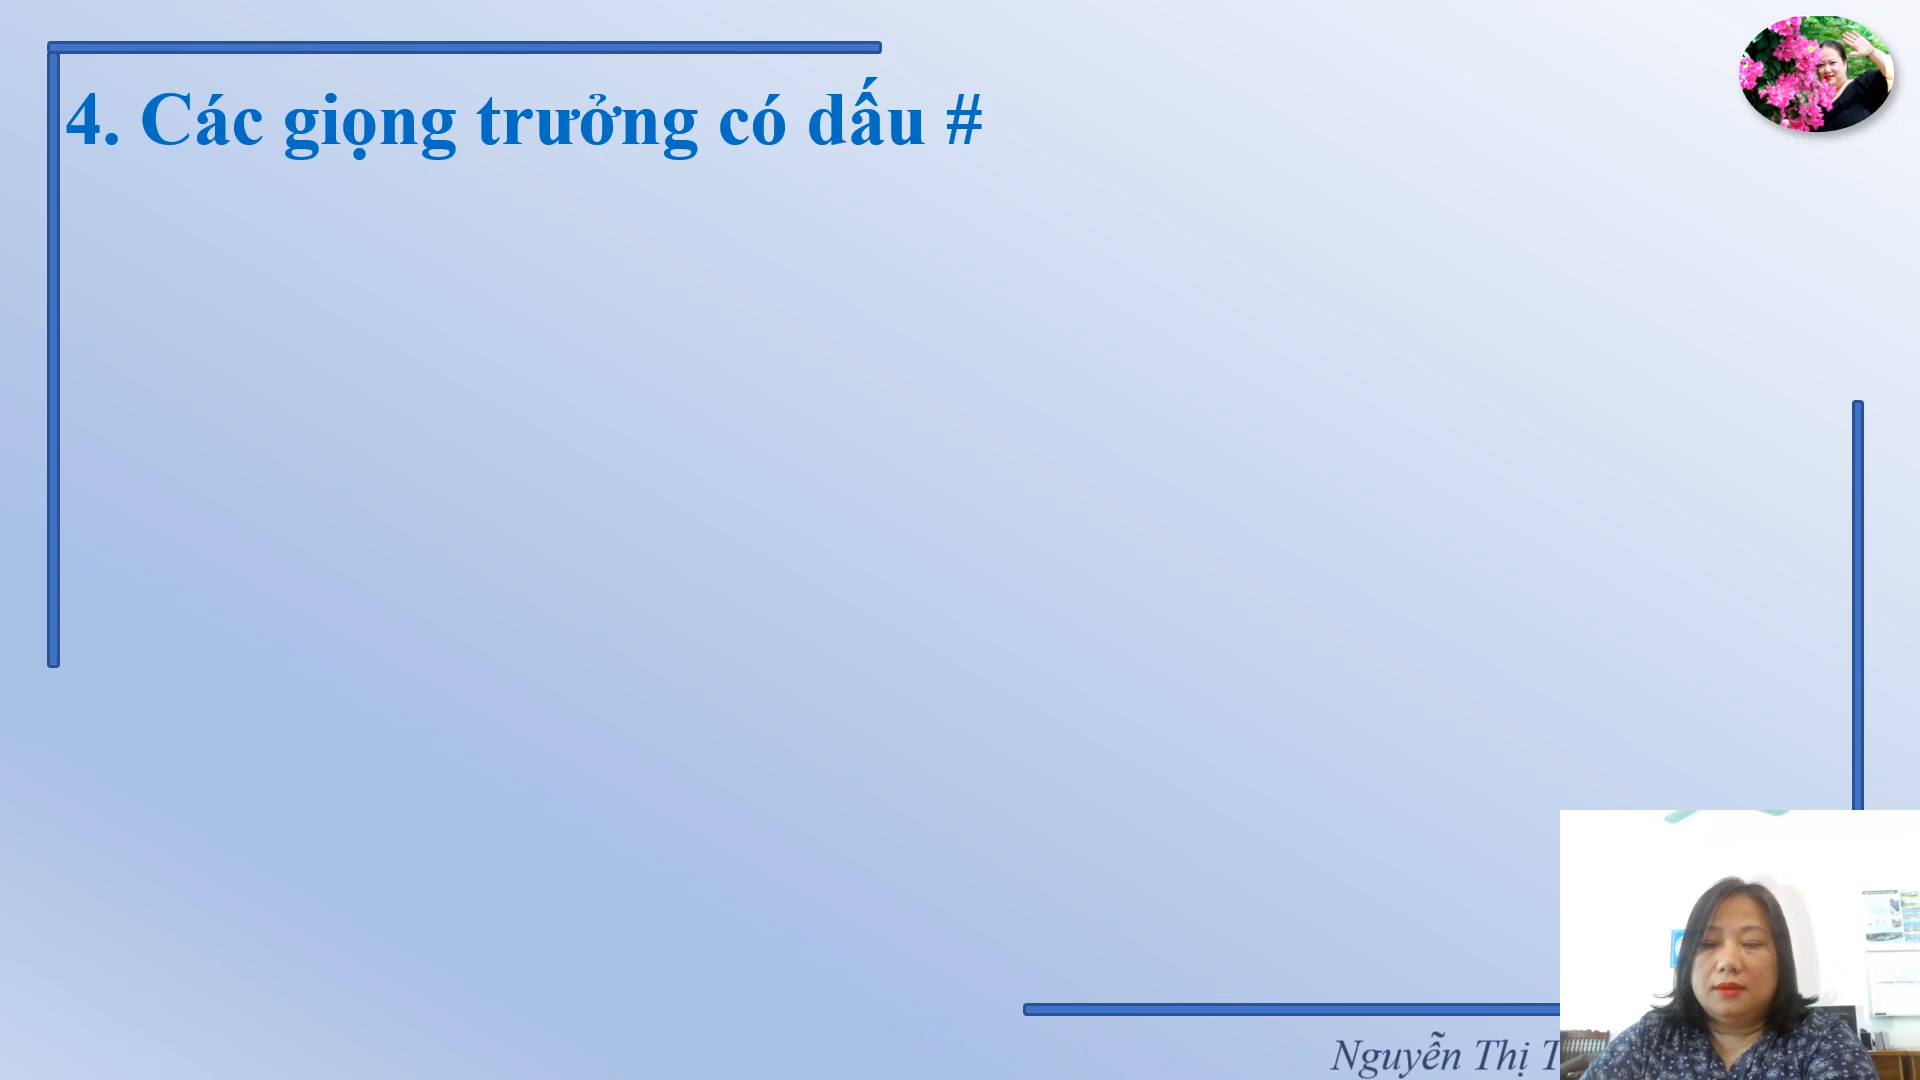 4. Các giọng trưởng có dấu #
Nguyễn Thị